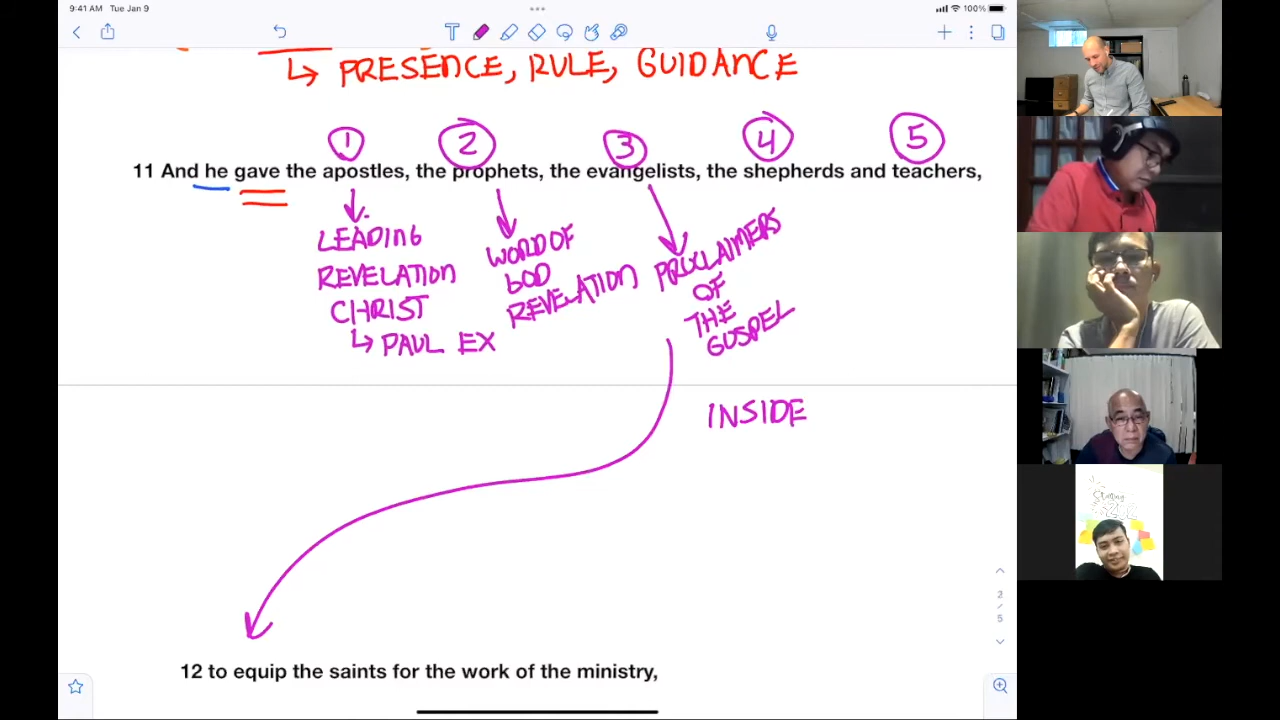 9:41 AM Tue Jan 9
100%
T
↳ PRESENCE, RULE, GUIDANCE
1 2 3 4 5
11 And he gave the apostles, the prophets, the evangelists, the shepherds and teachers,
LEADING
REVELATION
CHRIST
↳ PAUL EX
WORD OF
GOD
REVELATION
PROCLAIMERS
OF
THE
GOSPEL
INSIDE
2
/
5
12 to equip the saints for the work of the ministry,